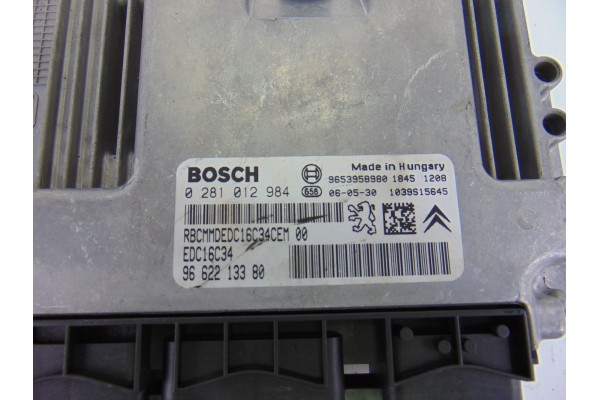 BOSCH
Made in Hungary
9653958980 1845 1208
0 281 012 984
656
06-05-30 1039S15645
RBCMMDEDC16C34CEM 00
EDC16C34
96 622 133 80